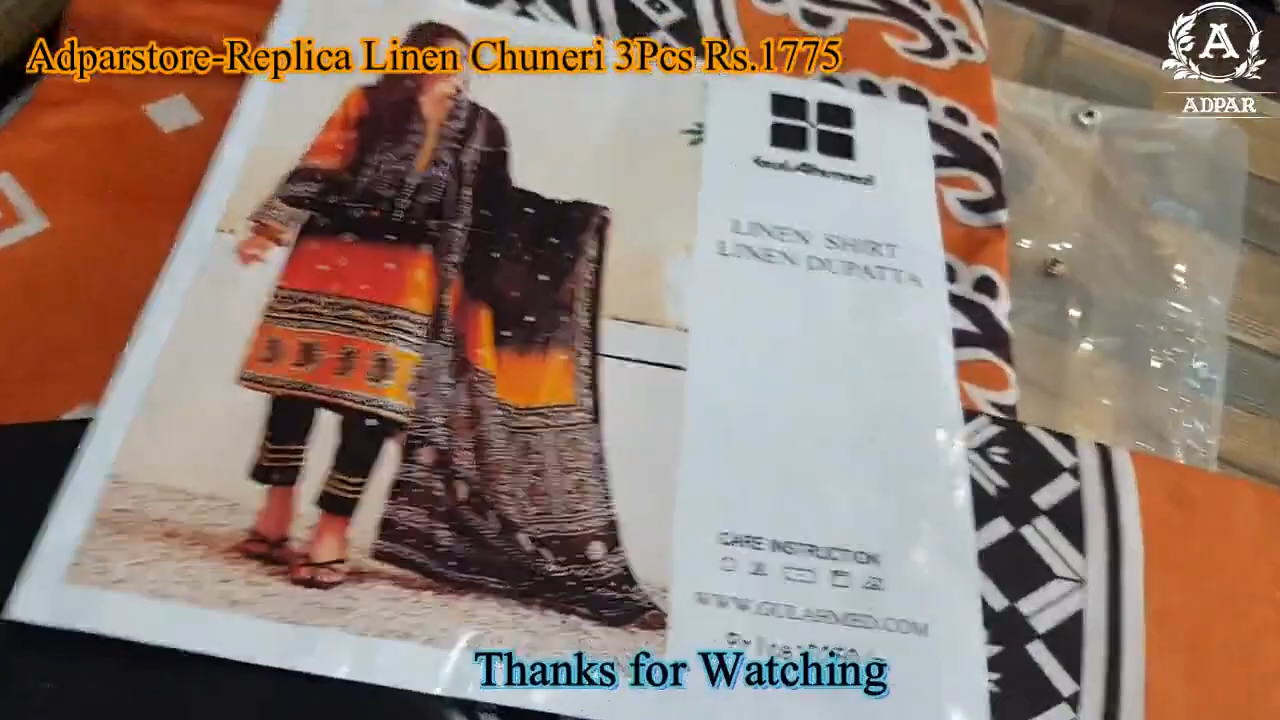 Adparstore-Replica Linen Chuneri 3Pcs Rs.1775
A
ADPAR
GulAhmed
LINEN SHIRT
LINEN DUPATTA
CARE INSTRUCTION
WWW.GULAHMED.COM
Thanks for Watching